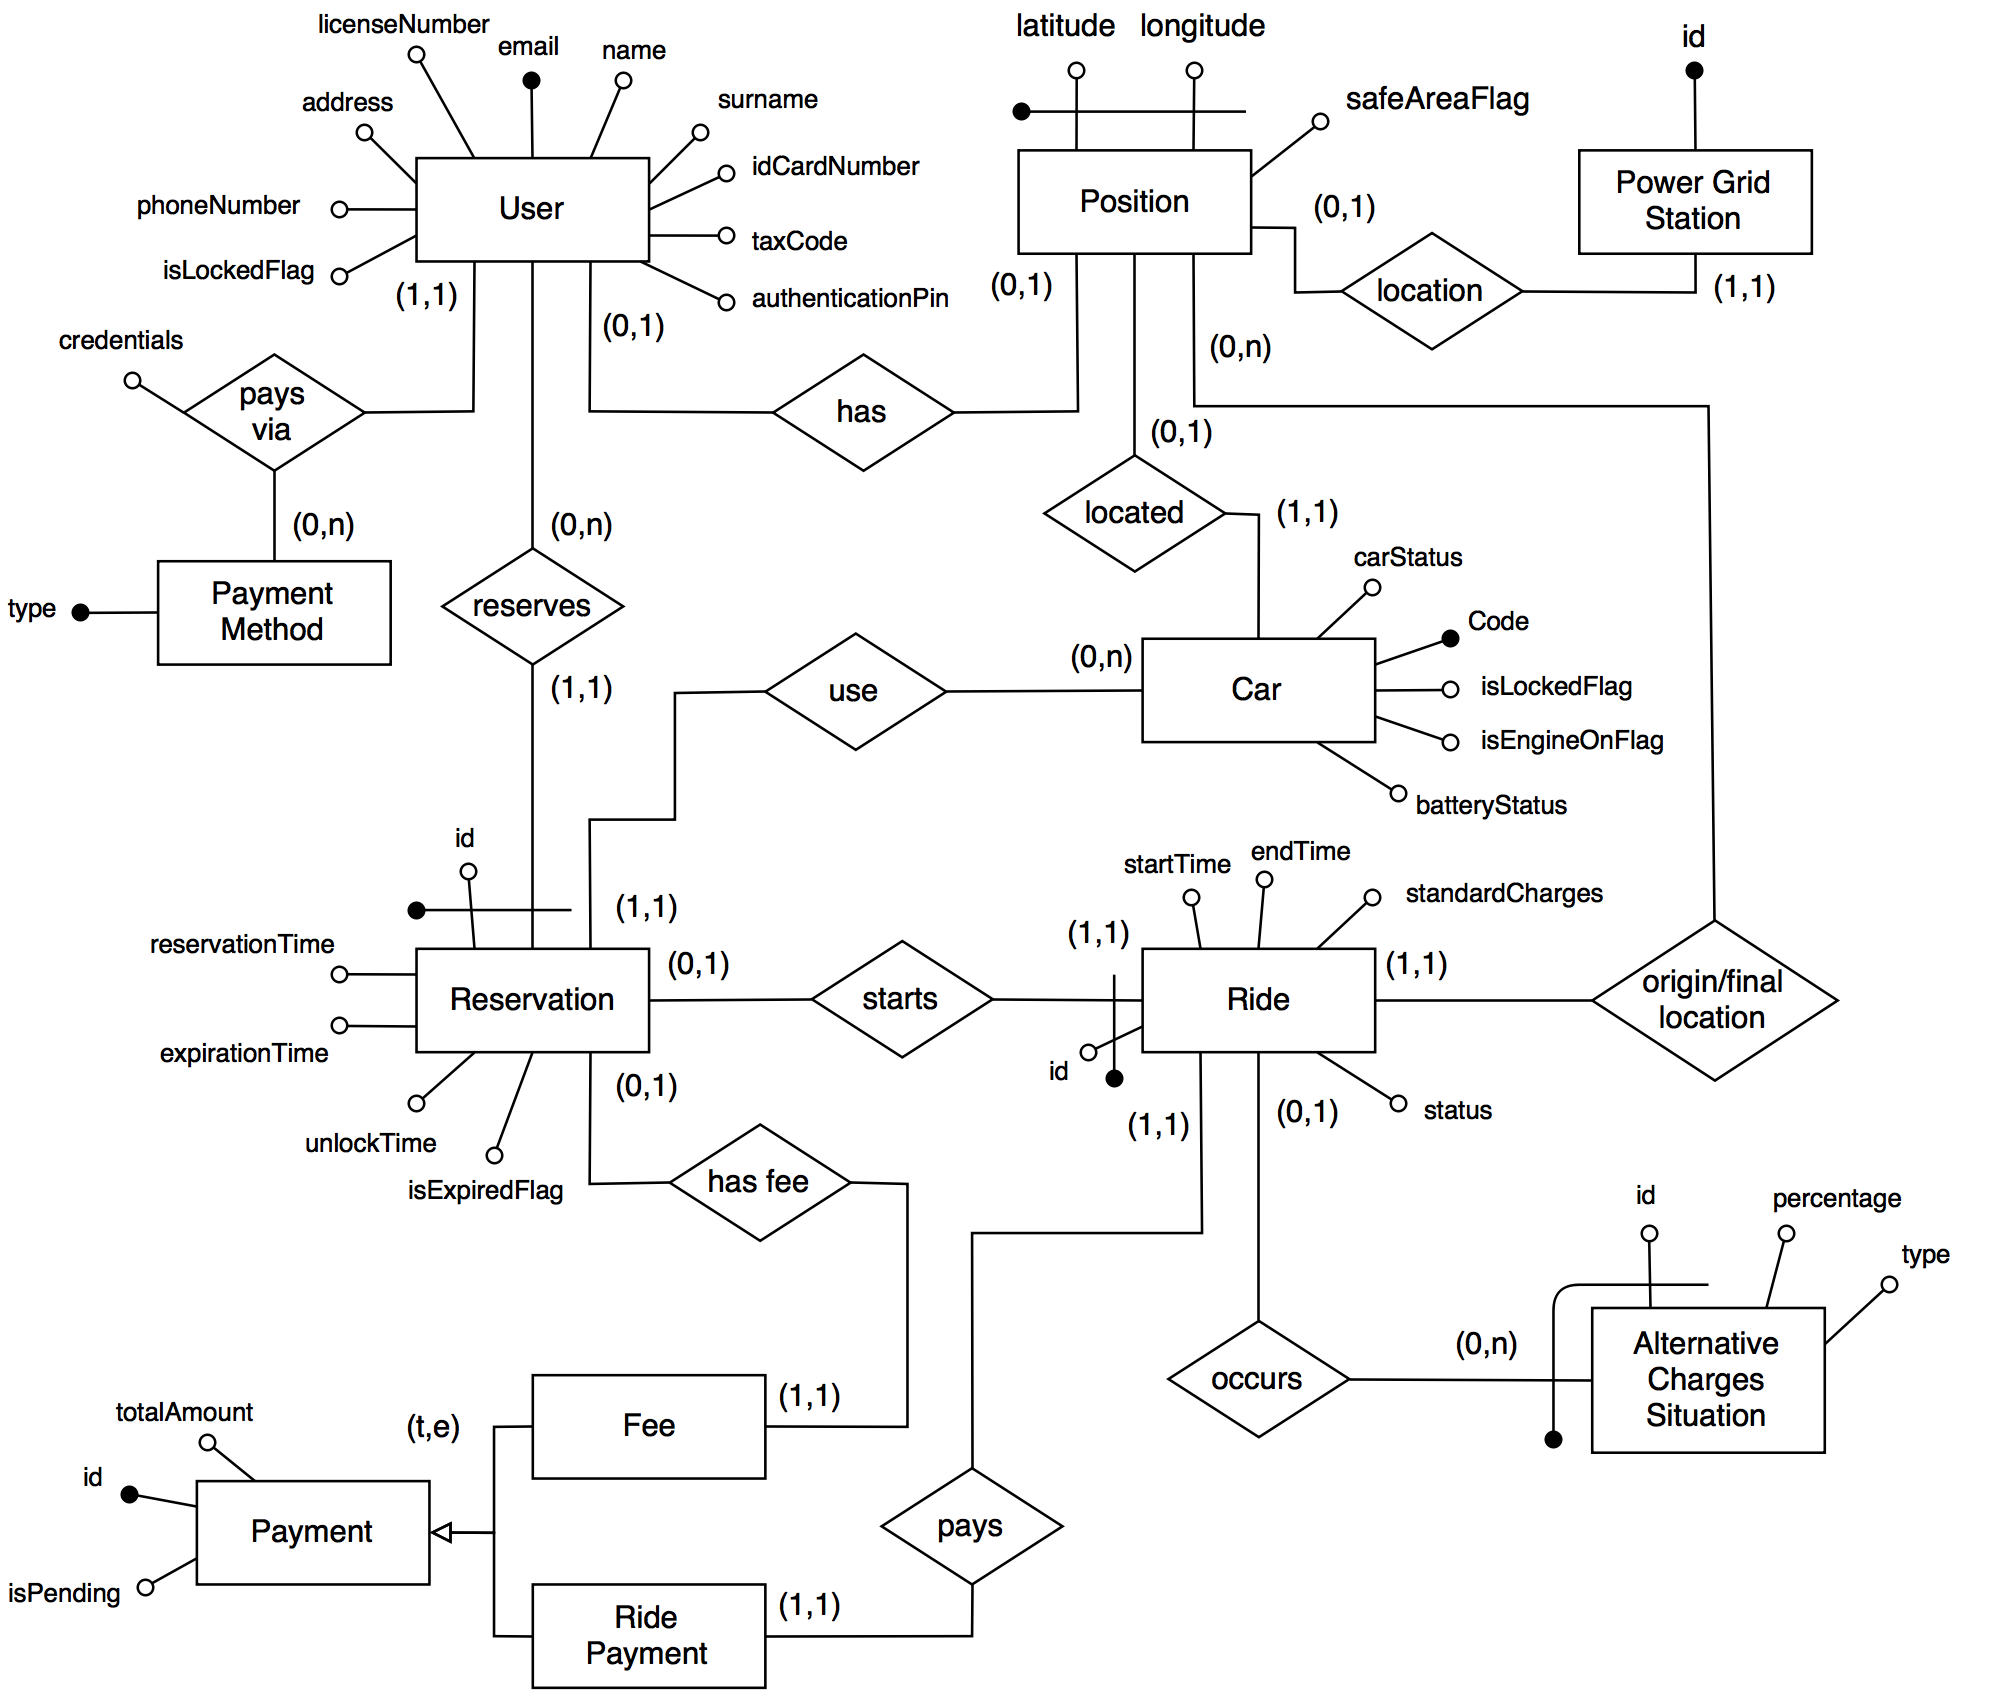 licenseNumber
email
name
address
surname
idCardNumber
phoneNumber
User
taxCode
isLockedFlag
authenticationPin
(1,1)
(0,1)
latitude
longitude
id
safeAreaFlag
Position
(0,1)
Power Grid
Station
(0,1)
location
(1,1)
(0,n)
credentials
pays
via
has
(0,1)
(0,n)
(0,n)
located
(1,1)
carStatus
type
Payment
Method
reserves
Code
(1,1)
use
(0,n)
Car
isLockedFlag
isEngineOnFlag
batteryStatus
id
startTime
endTime
standardCharges
(1,1)
(1,1)
reservationTime
Reservation
(0,1)
starts
Ride
(1,1)
origin/final
location
expirationTime
id
(0,1)
(1,1)
(0,1)
status
unlockTime
isExpiredFlag
has fee
id
percentage
type
(0,n)
occurs
Alternative
Charges
Situation
totalAmount
(t,e)
Fee
(1,1)
id
Payment
pays
isPending
Ride
Payment
(1,1)